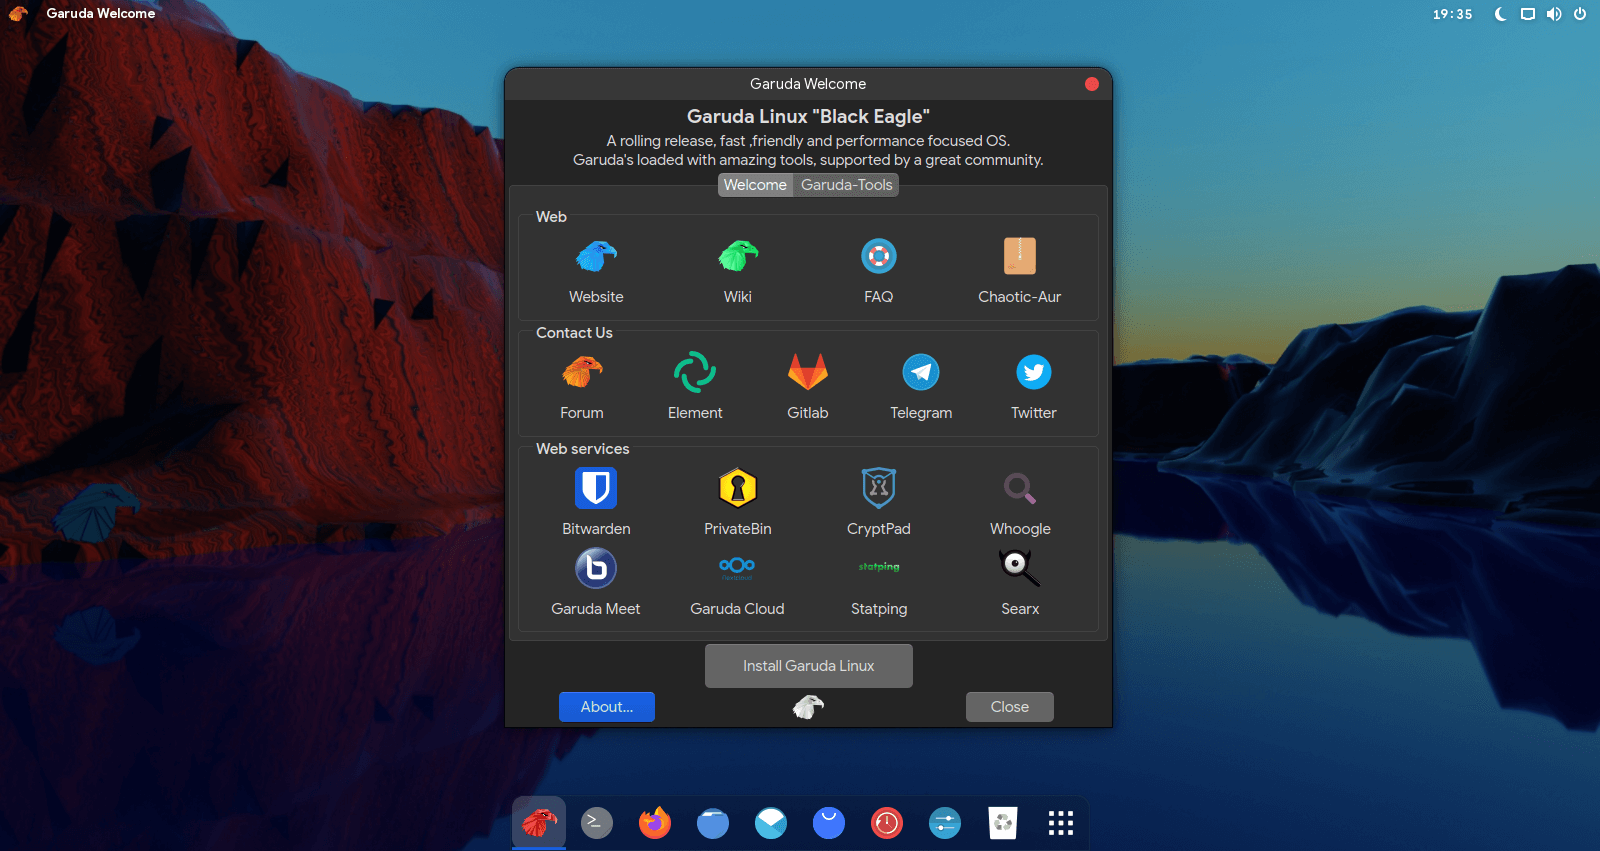 Garuda Welcome
19:35
Garuda Welcome
Garuda Linux "Black Eagle"
A rolling release, fast ,friendly and performance focused OS.
Garuda's loaded with amazing tools, supported by a great community.
Welcome Garuda-Tools
Web
Website Wiki FAQ Chaotic-Aur
Contact Us
Forum Element Gitlab Telegram Twitter
Web services
Bitwarden PrivateBin CryptPad Whoogle
nextcloud statping
Garuda Meet Garuda Cloud Statping Searx
Install Garuda Linux
About... Close